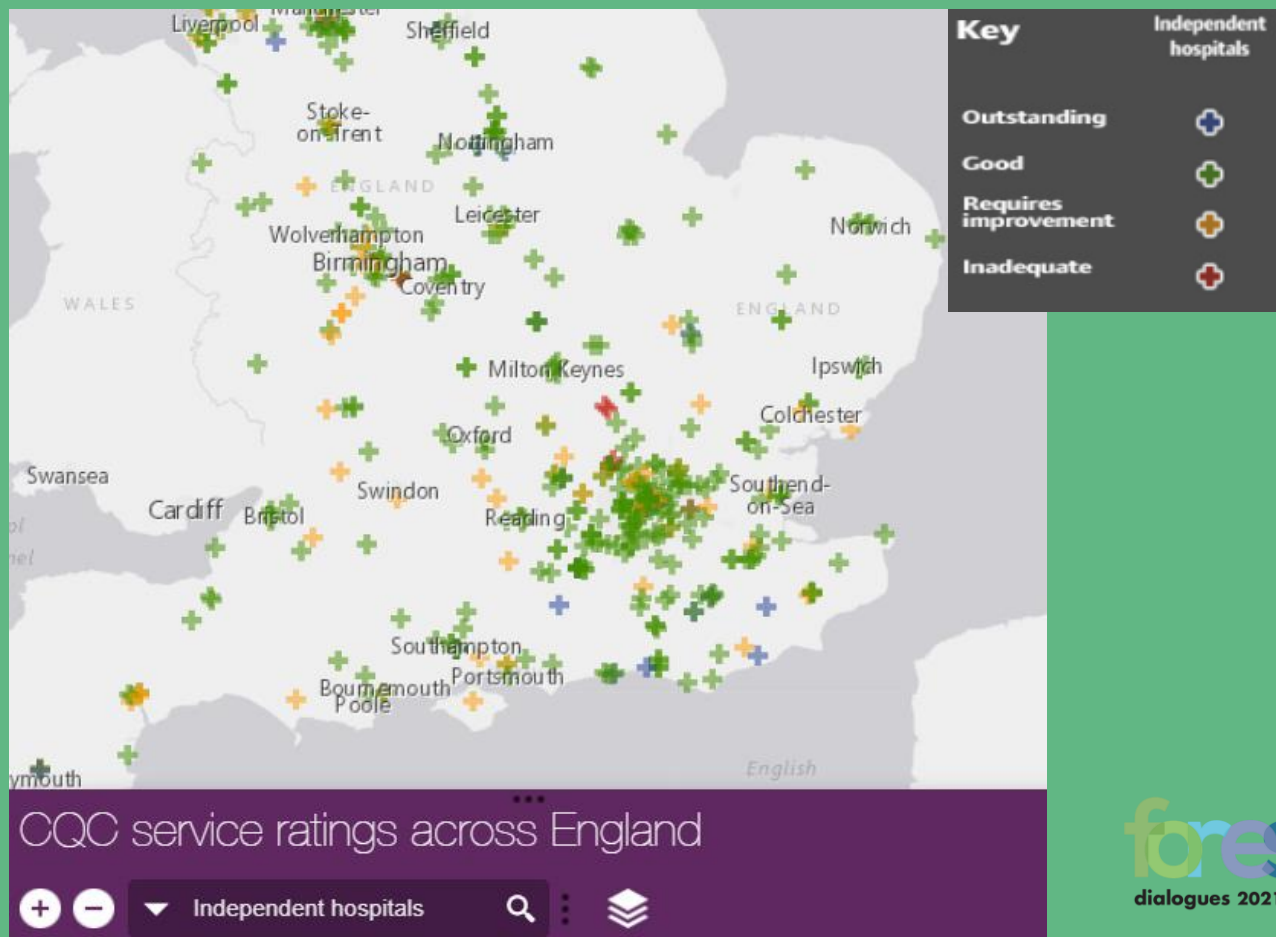 Liverpool
Sheffield
Stoke-
on-Trent
Nottingham
ENGLAND
Leicester
Wolverhampton
Birmingham
Coventry
Norwich
WALES
ENGLAND
Milton Keynes
Ipswich
Colchester
Oxford
Swansea
Swindon
Southend-
on-Sea
Cardiff
Bristol
Reading
Southampton
Portsmouth
Bournemouth
Poole
ymouth
English
Key
Independent
hospitals
Outstanding
Good
Requires
improvement
Inadequate
CQC service ratings across England
Independent hospitals
fores
dialogues 2021